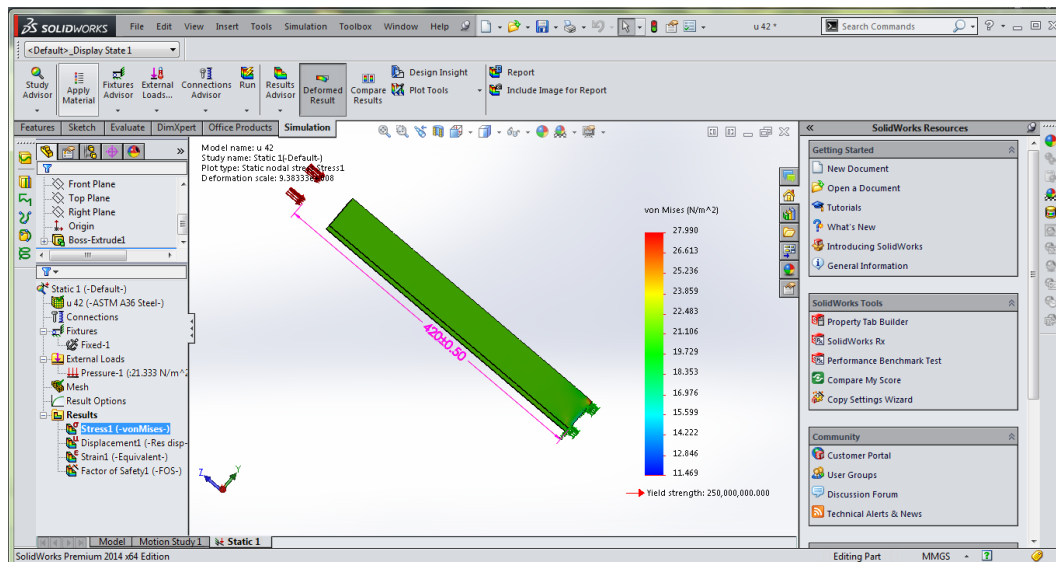 SOLIDWORKS File Edit View Insert Tools Simulation Toolbox Window Help u 42 * Search Commands
<Default>_Display State 1
Study Advisor
Apply Material
Fixtures Advisor
External Loads...
Connections Advisor
Run
Results Advisor
Deformed Result
Compare Results
Design Insight
Plot Tools
Report
Include Image for Report
Features Sketch Evaluate DimXpert Office Products Simulation
Front Plane
Top Plane
Right Plane
Origin
Boss-Extrude1
Static 1 (-Default-)
u 42 (-ASTM A36 Steel-)
Connections
Fixtures
Fixed-1
External Loads
Pressure-1 (:21.333 N/m^2
Mesh
Result Options
Results
Stress1 (-vonMises-)
Displacement1 (-Res disp-
Strain1 (-Equivalent-)
Factor of Safety1 (-FOS-)
Model name: u 42
Study name: Static 1(-Default-)
Plot type: Static nodal stress Stress1
Deformation scale: 9.38333e+008
420±0.50
Z
Y
von Mises (N/m^2)
27.990
26.613
25.236
23.859
22.483
21.106
19.729
18.353
16.976
15.599
14.222
12.846
11.469
Yield strength: 250,000,000.000
SolidWorks Resources
Getting Started
New Document
Open a Document
Tutorials
What's New
Introducing SolidWorks
General Information
SolidWorks Tools
Property Tab Builder
SolidWorks Rx
Performance Benchmark Test
Compare My Score
Copy Settings Wizard
Community
Customer Portal
User Groups
Discussion Forum
Technical Alerts & News
Model Motion Study 1 Static 1
SolidWorks Premium 2014 x64 Edition Editing Part MMGS